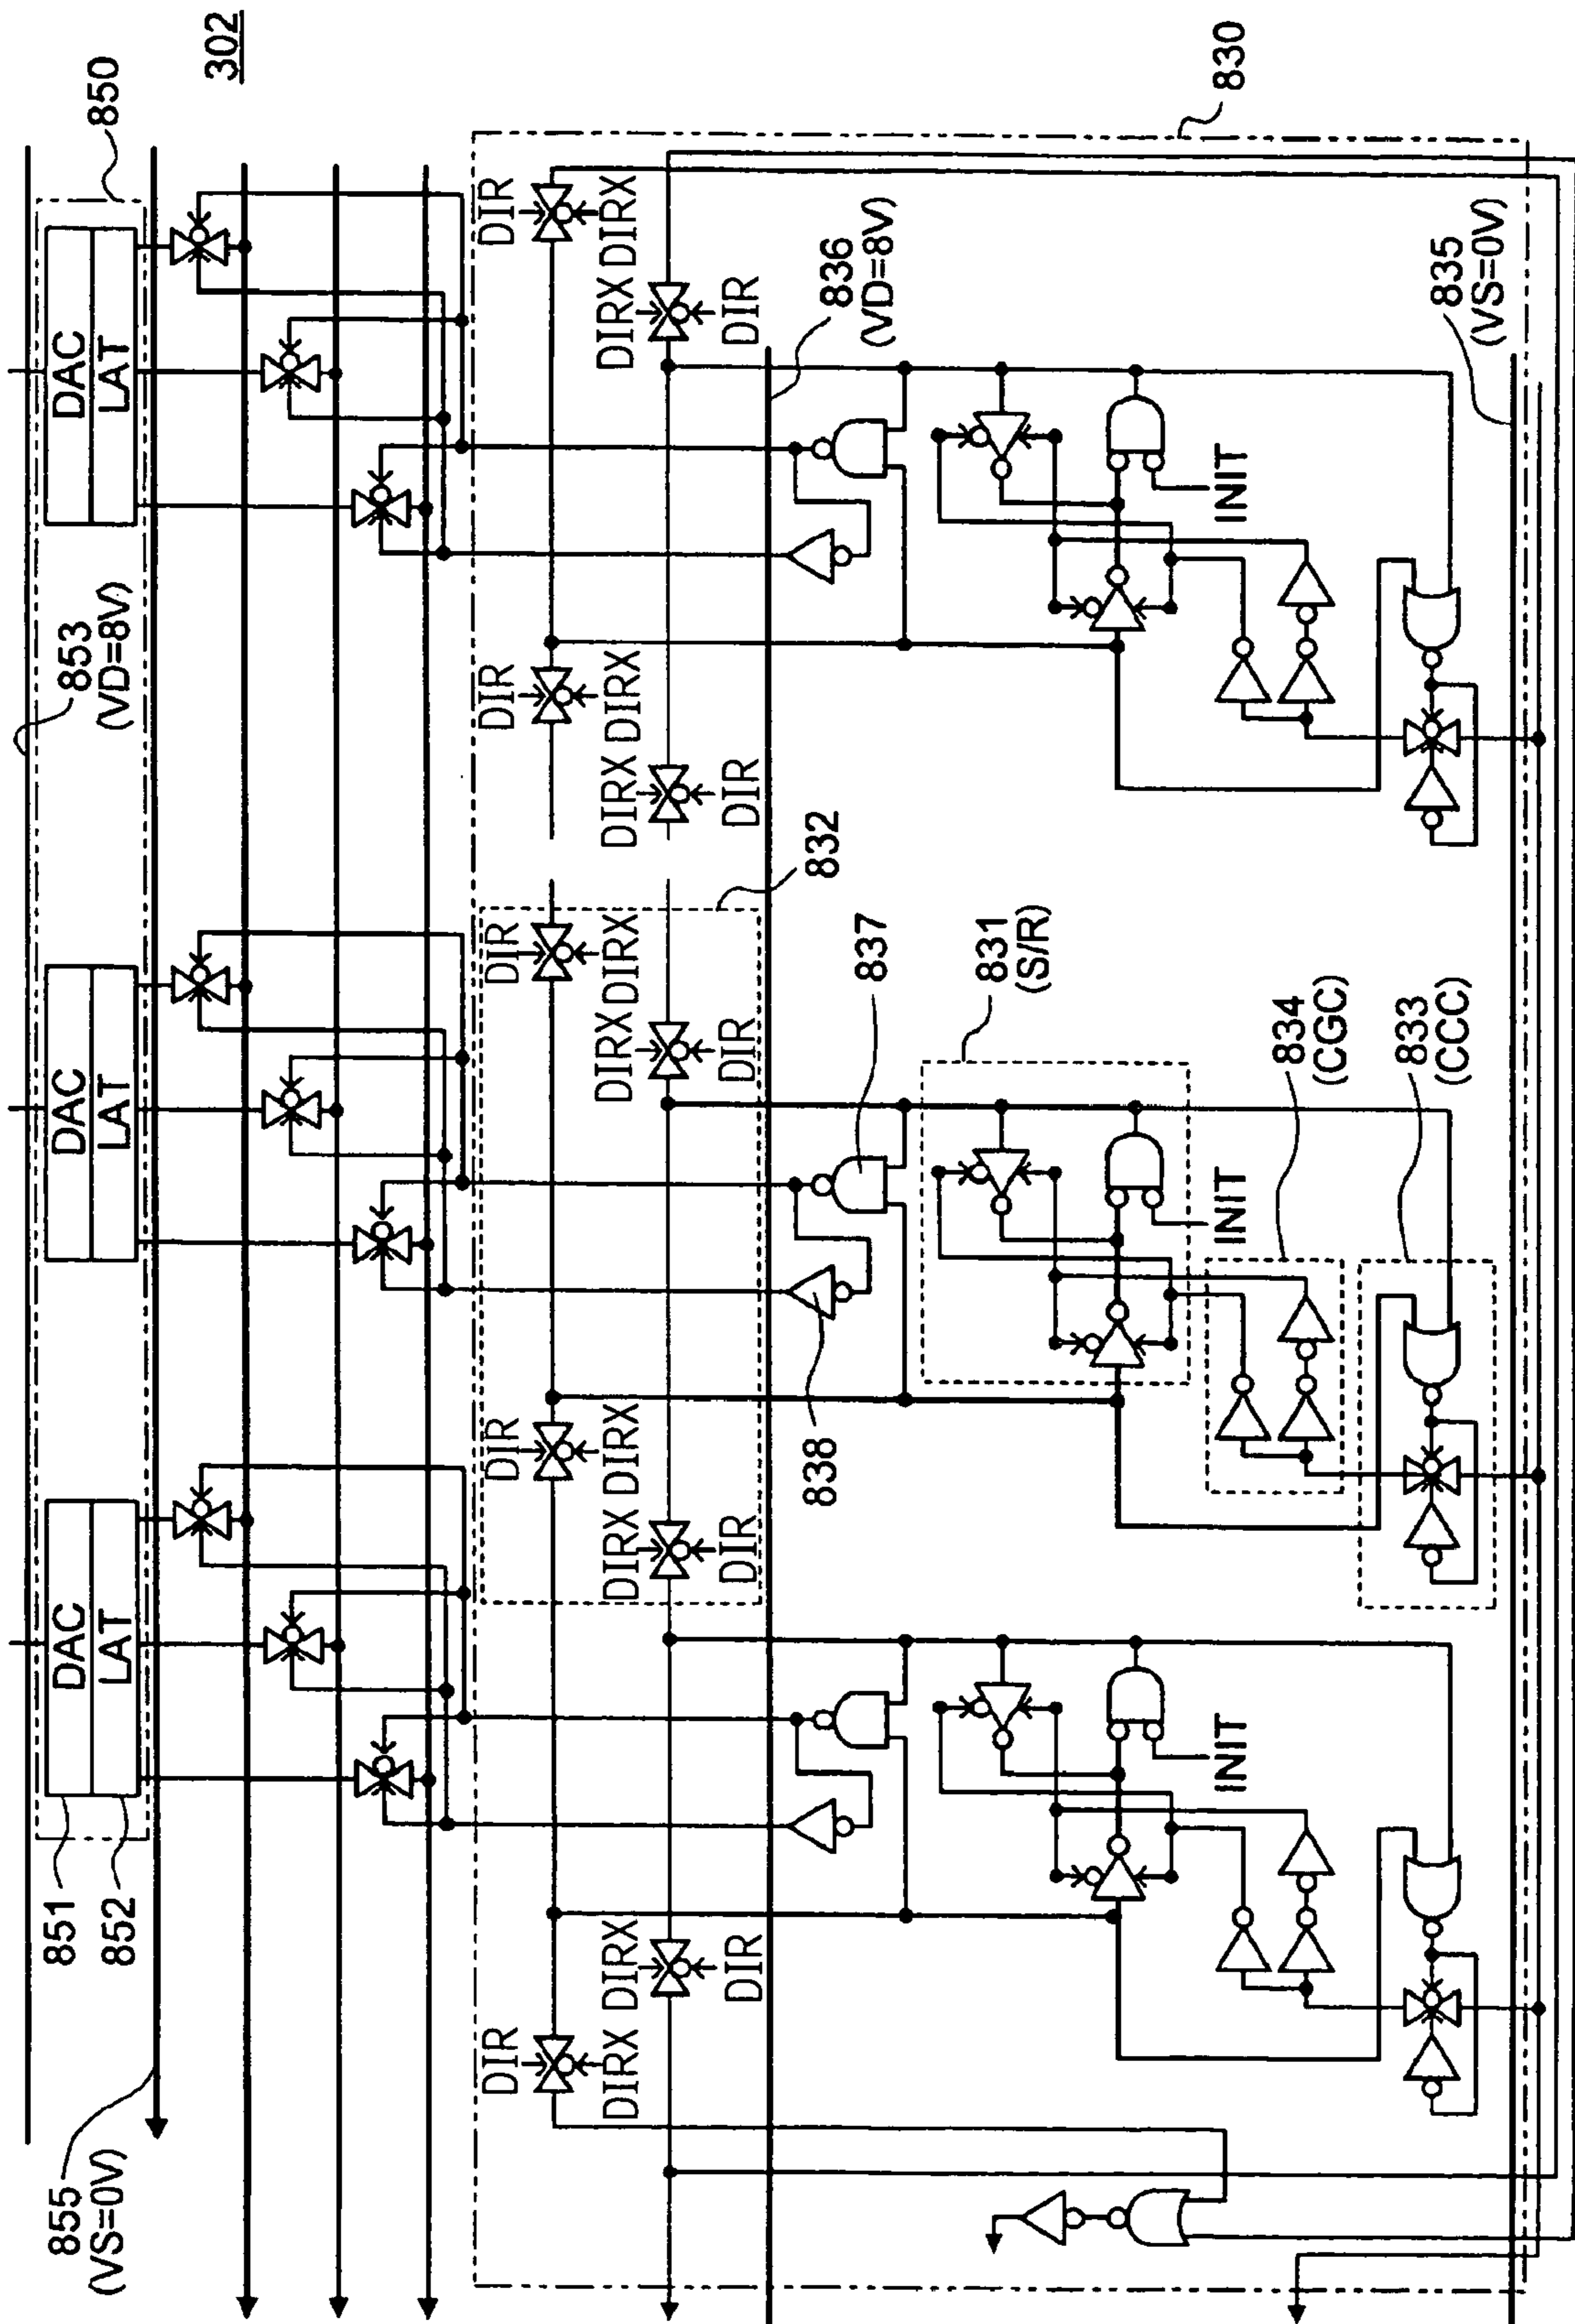 302
850
853
(VD=8V)
DAC
LAT
DAC
LAT
DAC
LAT
851
852
855
(VS=0V)
830
DIR
DIRX
DIRX
DIR
DIR
DIRX
DIRX
DIR
832
DIR
DIRX
DIRX
DIR
DIR
DIRX
DIRX
DIR
DIRX
DIR
DIR
DIRX
836
(VD=8V)
837
838
831
(S/R)
INIT
INIT
INIT
834
(CGC)
833
(CCC)
835
(VS=0V)